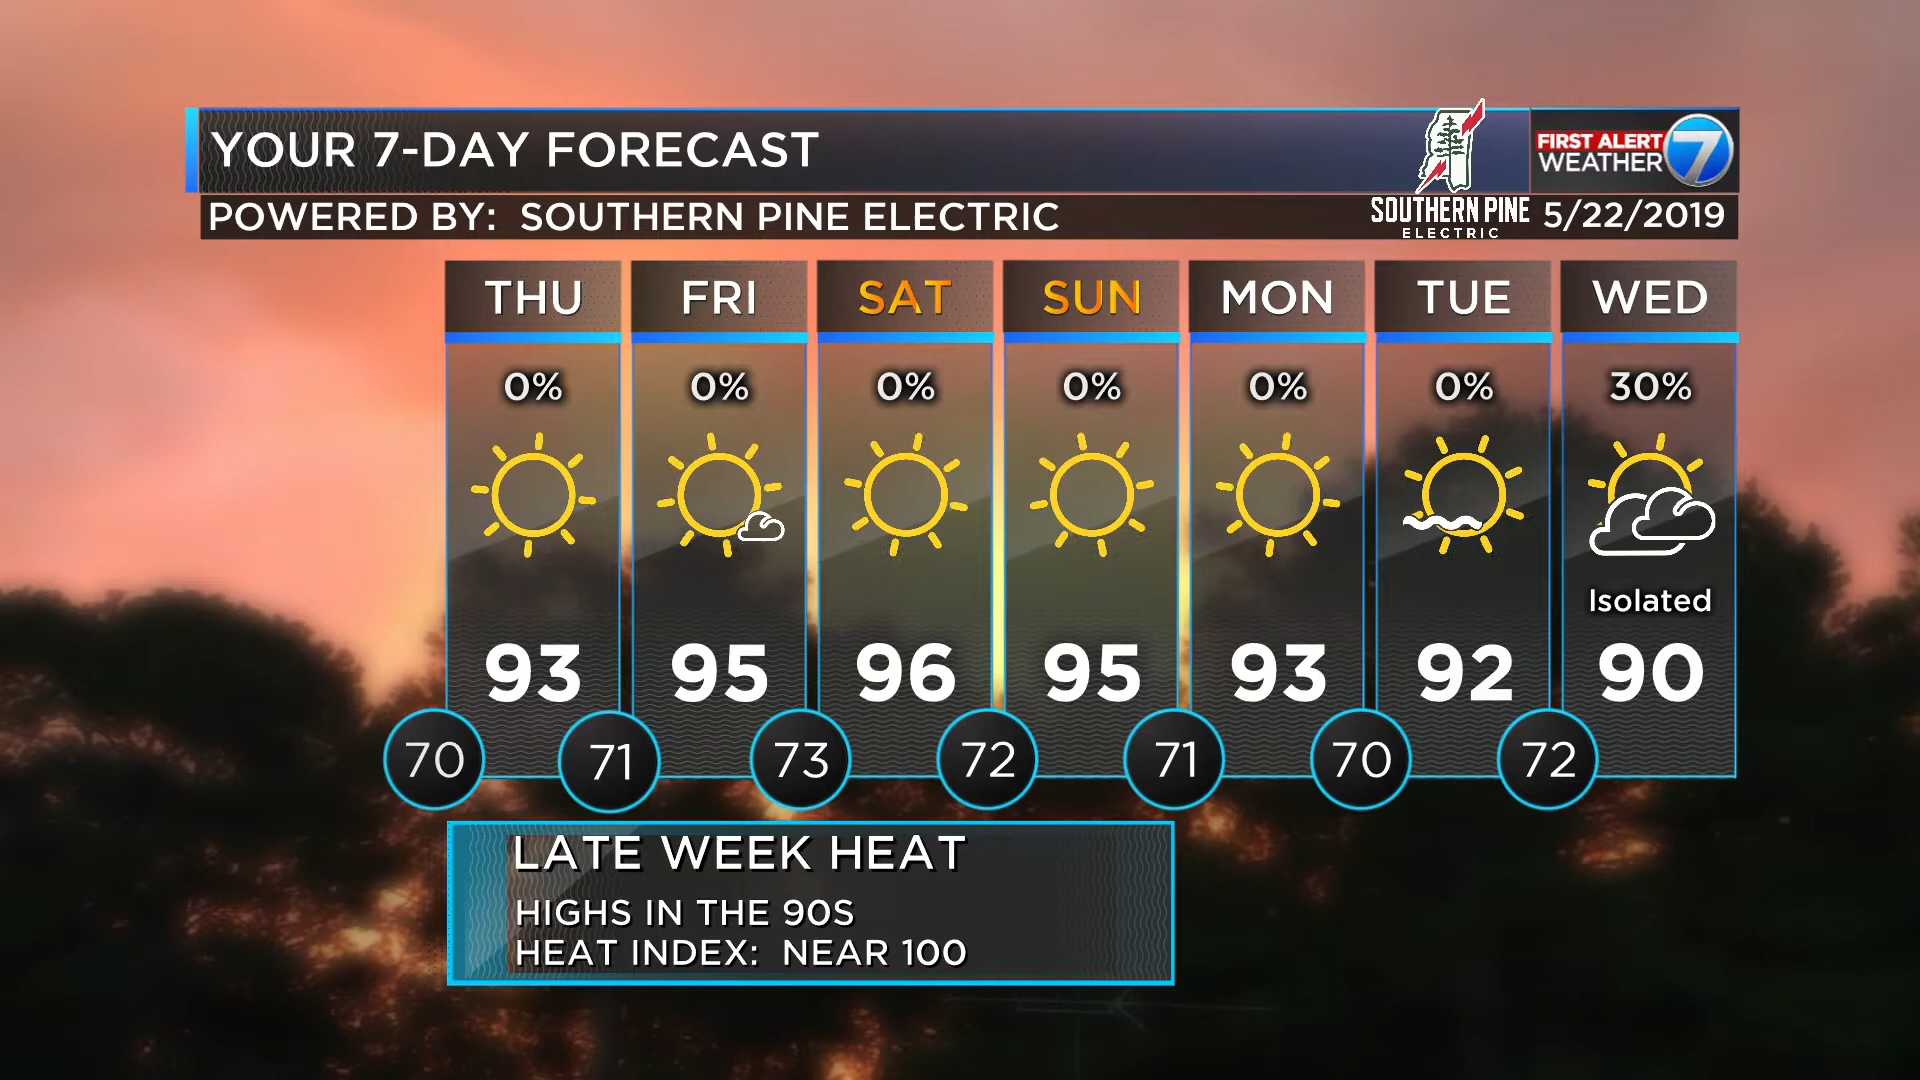 YOUR 7-DAY FORECAST
FIRST ALERT
WEATHER 7
POWERED BY: SOUTHERN PINE ELECTRIC
SOUTHERN PINE
ELECTRIC
5/22/2019
THU FRI SAT SUN MON TUE WED
0% 0% 0% 0% 0% 0% 30%
Isolated
93 95 96 95 93 92 90
70 71 73 72 71 70 72
LATE WEEK HEAT
HIGHS IN THE 90S
HEAT INDEX: NEAR 100